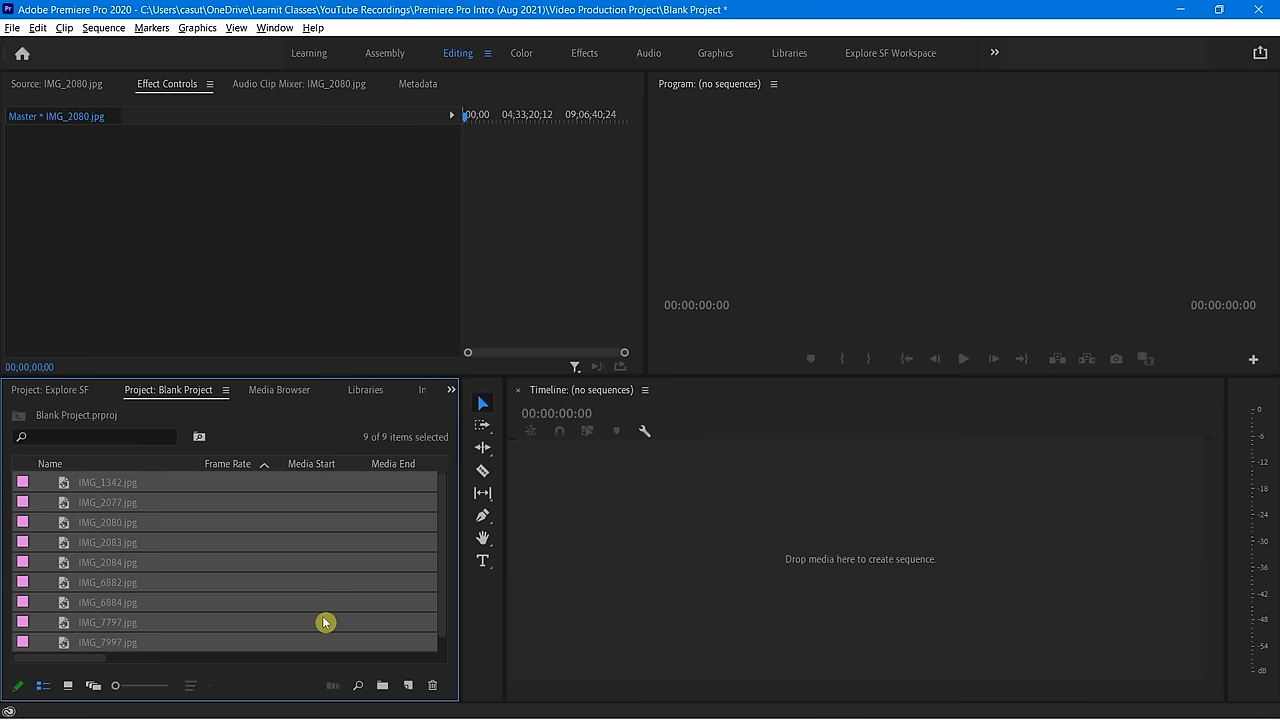 Adobe Premiere Pro 2020 - C:\Users\casut\OneDrive\Learnit Classes\YouTube Recordings\Premiere Pro Intro (Aug 2021)\Video Production Project\Blank Project *
File Edit Clip Sequence Markers Graphics View Window Help
Learning Assembly Editing Color Effects Audio Graphics Libraries Explore SF Workspace
Source: IMG_2080.jpg Effect Controls Audio Clip Mixer: IMG_2080.jpg Metadata Program: (no sequences)
Master * IMG_2080.jpg 00;00 04;33;20;12 09;06;40;24
00:00:00:00 00:00:00:00
00;00;00;00
Project: Explore SF Project: Blank Project Media Browser Libraries In Timeline: (no sequences)
Blank Project.prproj 00:00:00:00
9 of 9 items selected
Name Frame Rate Media Start Media End
IMG_1342.jpg
IMG_2077.jpg
IMG_2080.jpg
IMG_2083.jpg
IMG_2084.jpg
IMG_6882.jpg
IMG_6884.jpg
IMG_7797.jpg
IMG_7997.jpg
Drop media here to create sequence.
0
-6
-12
-18
-24
-30
-36
-42
-48
-54
dB